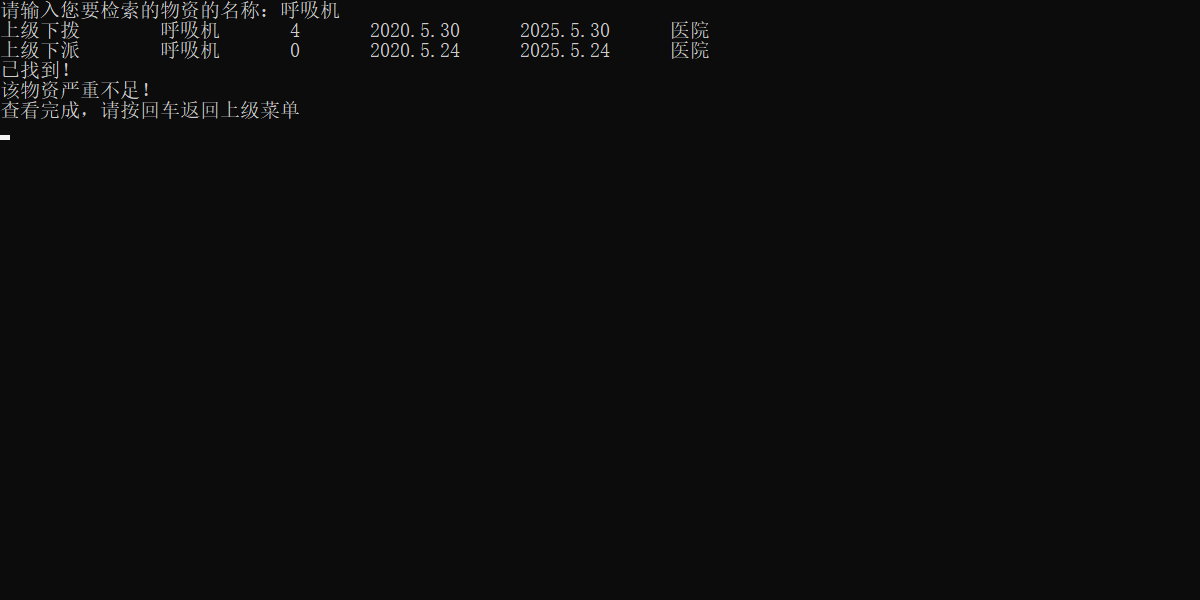 请输入您要检索的物资的名称：呼吸机
上级下拨 呼吸机 4 2020.5.30 2025.5.30 医院
上级下派 呼吸机 0 2020.5.24 2025.5.24 医院
已找到！
该物资严重不足！
查看完成，请按回车返回上级菜单